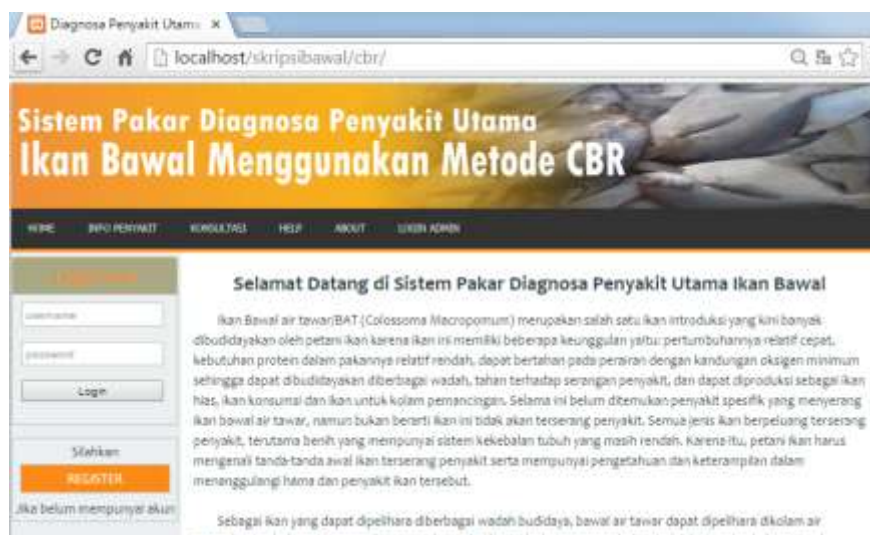 Diagnosa Penyakit Utama
localhost/skripsibawal/cbr/
Sistem Pakar Diagnosa Penyakit Utama
Ikan Bawal Menggunakan Metode CBR
HOME INFO PENYAKIT KONSULTASI HELP ABOUT LOGIN ADMIN
Selamat Datang di Sistem Pakar Diagnosa Penyakit Utama Ikan Bawal
username
password
Login
Silahkan
REGISTER
Jika belum mempunyai akun
Ikan Bawal air tawar/BAT (Colossoma Macropomum) merupakan salah satu ikan introduksi yang kini banyak
dibudidayakan oleh petani ikan karena ikan ini memiliki beberapa keunggulan yaitu: pertumbuhannya relatif cepat,
kebutuhan protein dalam pakannya relatif rendah, dapat bertahan pada perairan dengan kandungan oksigen minimum
sehingga dapat dibudidayakan diberbagai wadah, tahan terhadap serangan penyakit, dan dapat diproduksi sebagai ikan
hias, ikan konsumsi dan ikan untuk kolam pemancingan. Selama ini belum ditemukan penyakit spesifik yang menyerang
ikan bawal air tawar, namun bukan berarti ikan ini tidak akan terserang penyakit. Semua jenis ikan berpeluang terserang
penyakit, terutama benih yang mempunyai sistem kekebalan tubuh yang masih rendah. Karena itu, petani ikan harus
mengenali tanda-tanda awal ikan terserang penyakit serta mempunyai pengetahuan dan keterampilan dalam
menanggulangi hama dan penyakit ikan tersebut.
Sebagai ikan yang dapat dipelihara diberbagai wadah budidaya, bawal air tawar dapat dipelihara dikolam air